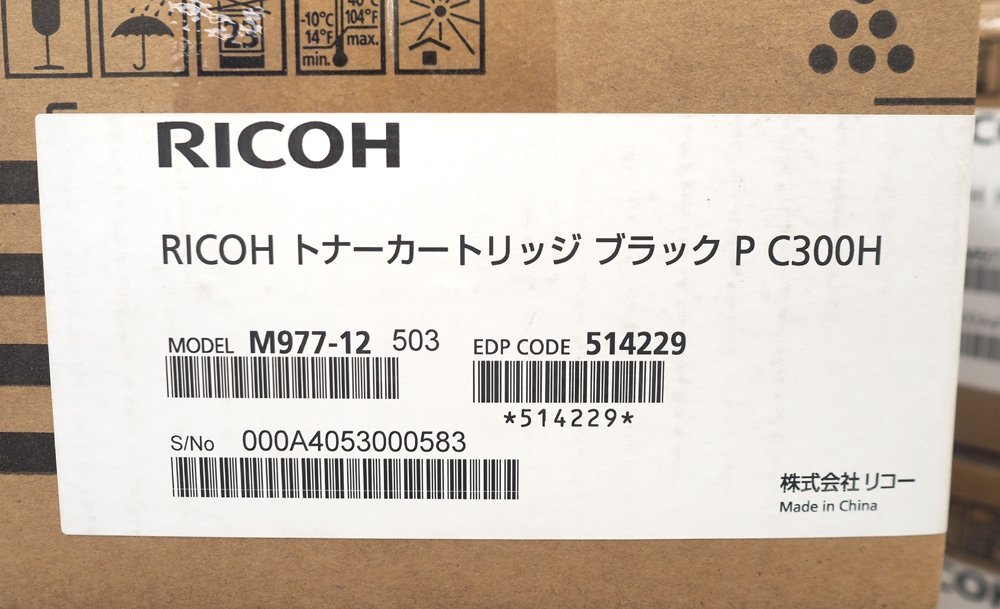 -10°C
14°F
min.
40°C
104°F
max.
RICOH
RICOH トナーカートリッジ ブラック P C300H
MODEL M977-12 503 EDP CODE 514229
*514229*
S/No 000A4053000583
株式会社 リコー
Made in China